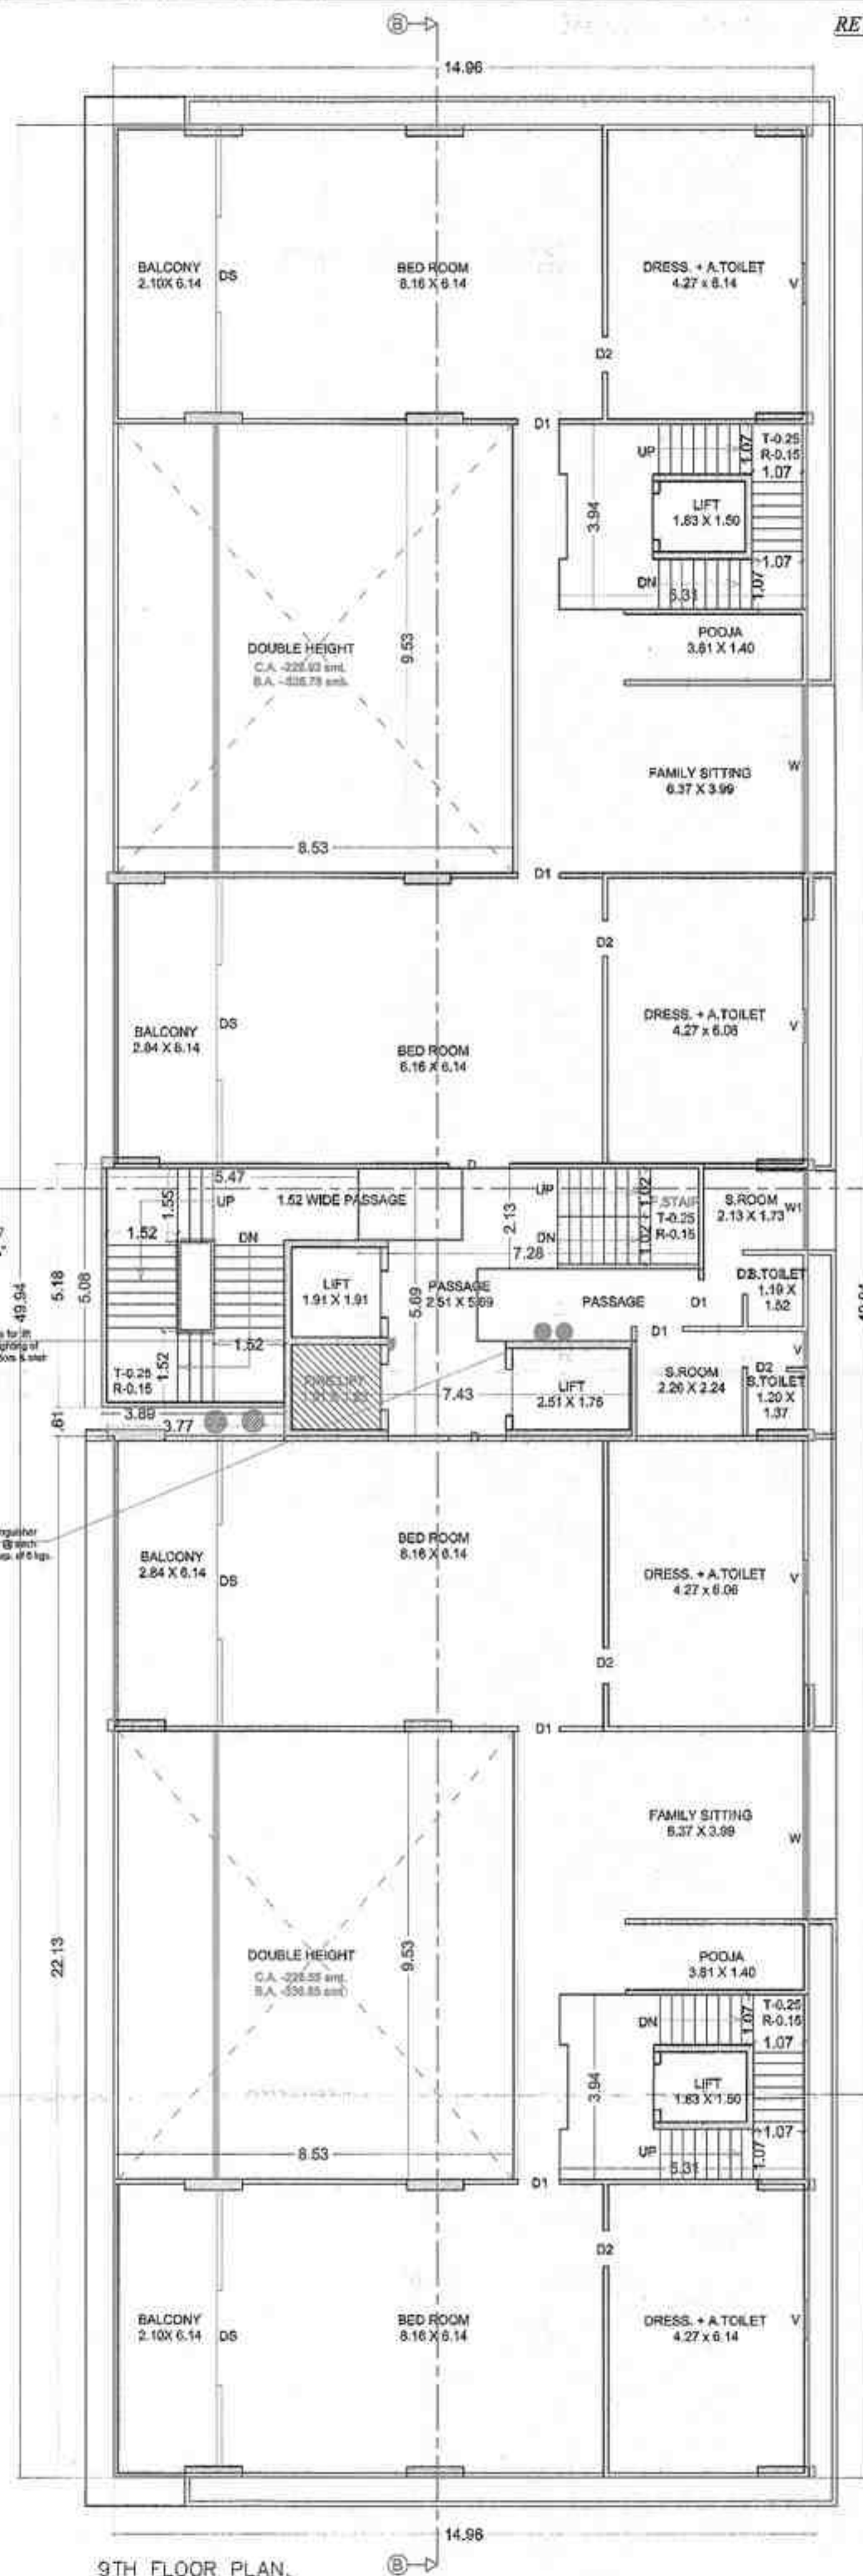 B
RE
14.96
BALCONY
2.10X 6.14
DS
BED ROOM
8.16 X 6.14
DRESS. + A.TOILET
4.27 x 6.14
V
D2
D1
UP
1.07
T-0.25
R-0.15
1.07
LIFT
1.63 X 1.50
3.94
1.07
DN
5.31
1.07
POOJA
3.81 X 1.40
DOUBLE HEIGHT
9.53
FAMILY SITTING
6.37 X 3.99
W
8.53
D1
D2
BALCONY
2.84 X 6.14
DS
BED ROOM
8.16 X 6.14
DRESS. + A.TOILET
4.27 x 6.06
V
D
5.47
1.55
UP
1.52 WIDE PASSAGE
2.13
UP
1.02
1.02
F.STAIR
T-0.25
R-0.15
S.ROOM
2.13 X 1.73
W1
1.52
DN
DN
7.28
49.94
5.18
5.08
LIFT
1.91 X 1.91
5.69
PASSAGE
2.51 X 5.69
PASSAGE
D1
S.TOILET
1.19 X
1.52
D1
V
1.52
1.52
T-0.25
R-0.15
7.43
LIFT
2.51 X 1.75
S.ROOM
2.26 X 2.24
D2
S.TOILET
1.20 X
1.37
3.89
.61
3.77
D
BALCONY
2.84 X 6.14
DS
BED ROOM
8.16 X 6.14
DRESS. + A.TOILET
4.27 x 6.06
V
D2
D1
FAMILY SITTING
6.37 X 3.99
W
22.13
DOUBLE HEIGHT
9.53
POOJA
3.81 X 1.40
DN
1.07
T-0.25
R-0.15
1.07
3.94
LIFT
1.63 X 1.50
1.07
UP
1.07
5.31
8.53
D1
D2
BALCONY
2.10X 6.14
DS
BED ROOM
8.16 X 6.14
DRESS. + A.TOILET
4.27 x 6.14
V
14.96
9TH FLOOR PLAN.
B